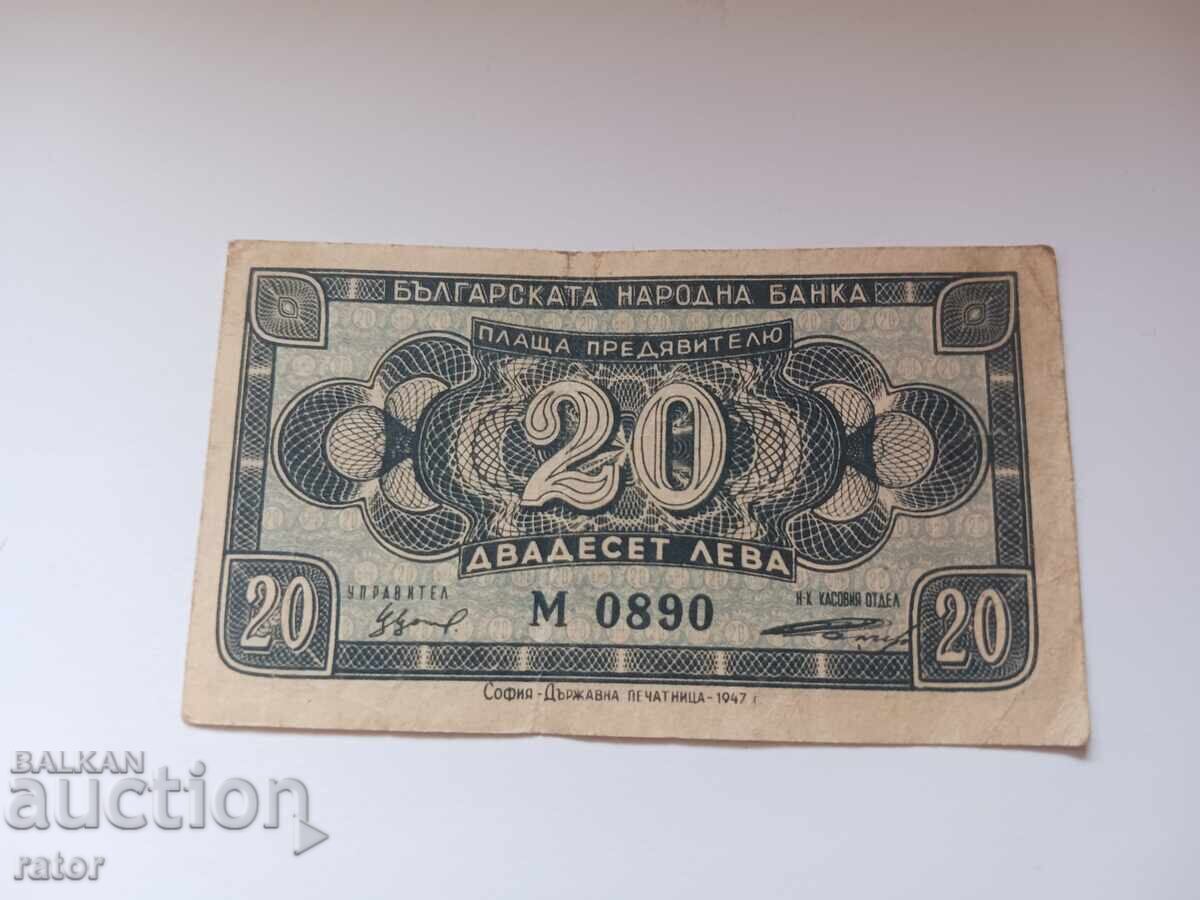 БЪЛГАРСКАТА НАРОДНА БАНКА
ПЛАЩА ПРЕДЯВИТЕЛЮ
20
ДВАДЕСЕТ ЛЕВА
УПРАВИТЕЛ
М 0890
Н-К КАСОВИЯ ОТДЕЛ
20
20
СОФИЯ - ДЪРЖАВНА ПЕЧАТНИЦА - 1947 Г.
BALKAN
auction
rator